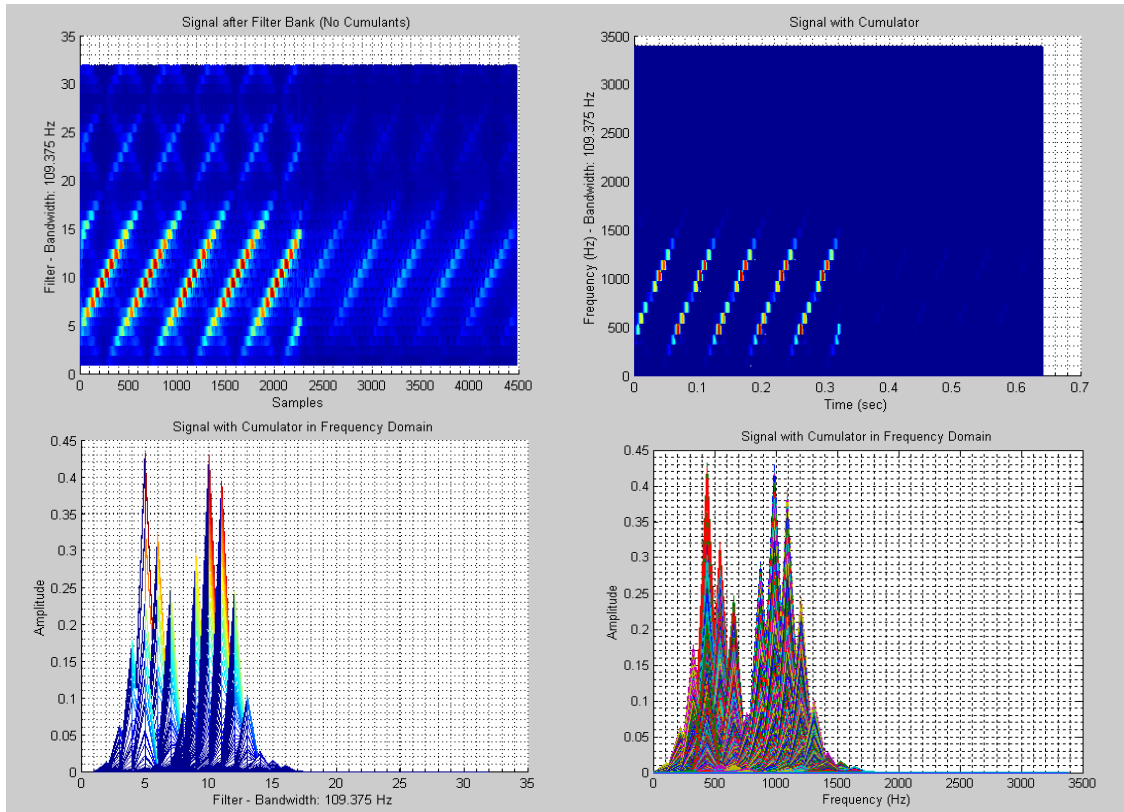 Signal after Filter Bank (No Cumulants)
35
30
25
20
15
10
5
0
Filter - Bandwidth: 109.375 Hz
0 500 1000 1500 2000 2500 3000 3500 4000 4500
Samples
Signal with Cumulator
3500
3000
2500
2000
1500
1000
500
0
Frequency (Hz) - Bandwidth: 109.375 Hz
0 0.1 0.2 0.3 0.4 0.5 0.6 0.7
Time (sec)
Signal with Cumulator in Frequency Domain
0.45
0.4
0.35
0.3
0.25
0.2
0.15
0.1
0.05
0
Amplitude
0 5 10 15 20 25 30 35
Filter - Bandwidth: 109.375 Hz
Signal with Cumulator in Frequency Domain
0.45
0.4
0.35
0.3
0.25
0.2
0.15
0.1
0.05
0
Amplitude
0 500 1000 1500 2000 2500 3000 3500
Frequency (Hz)